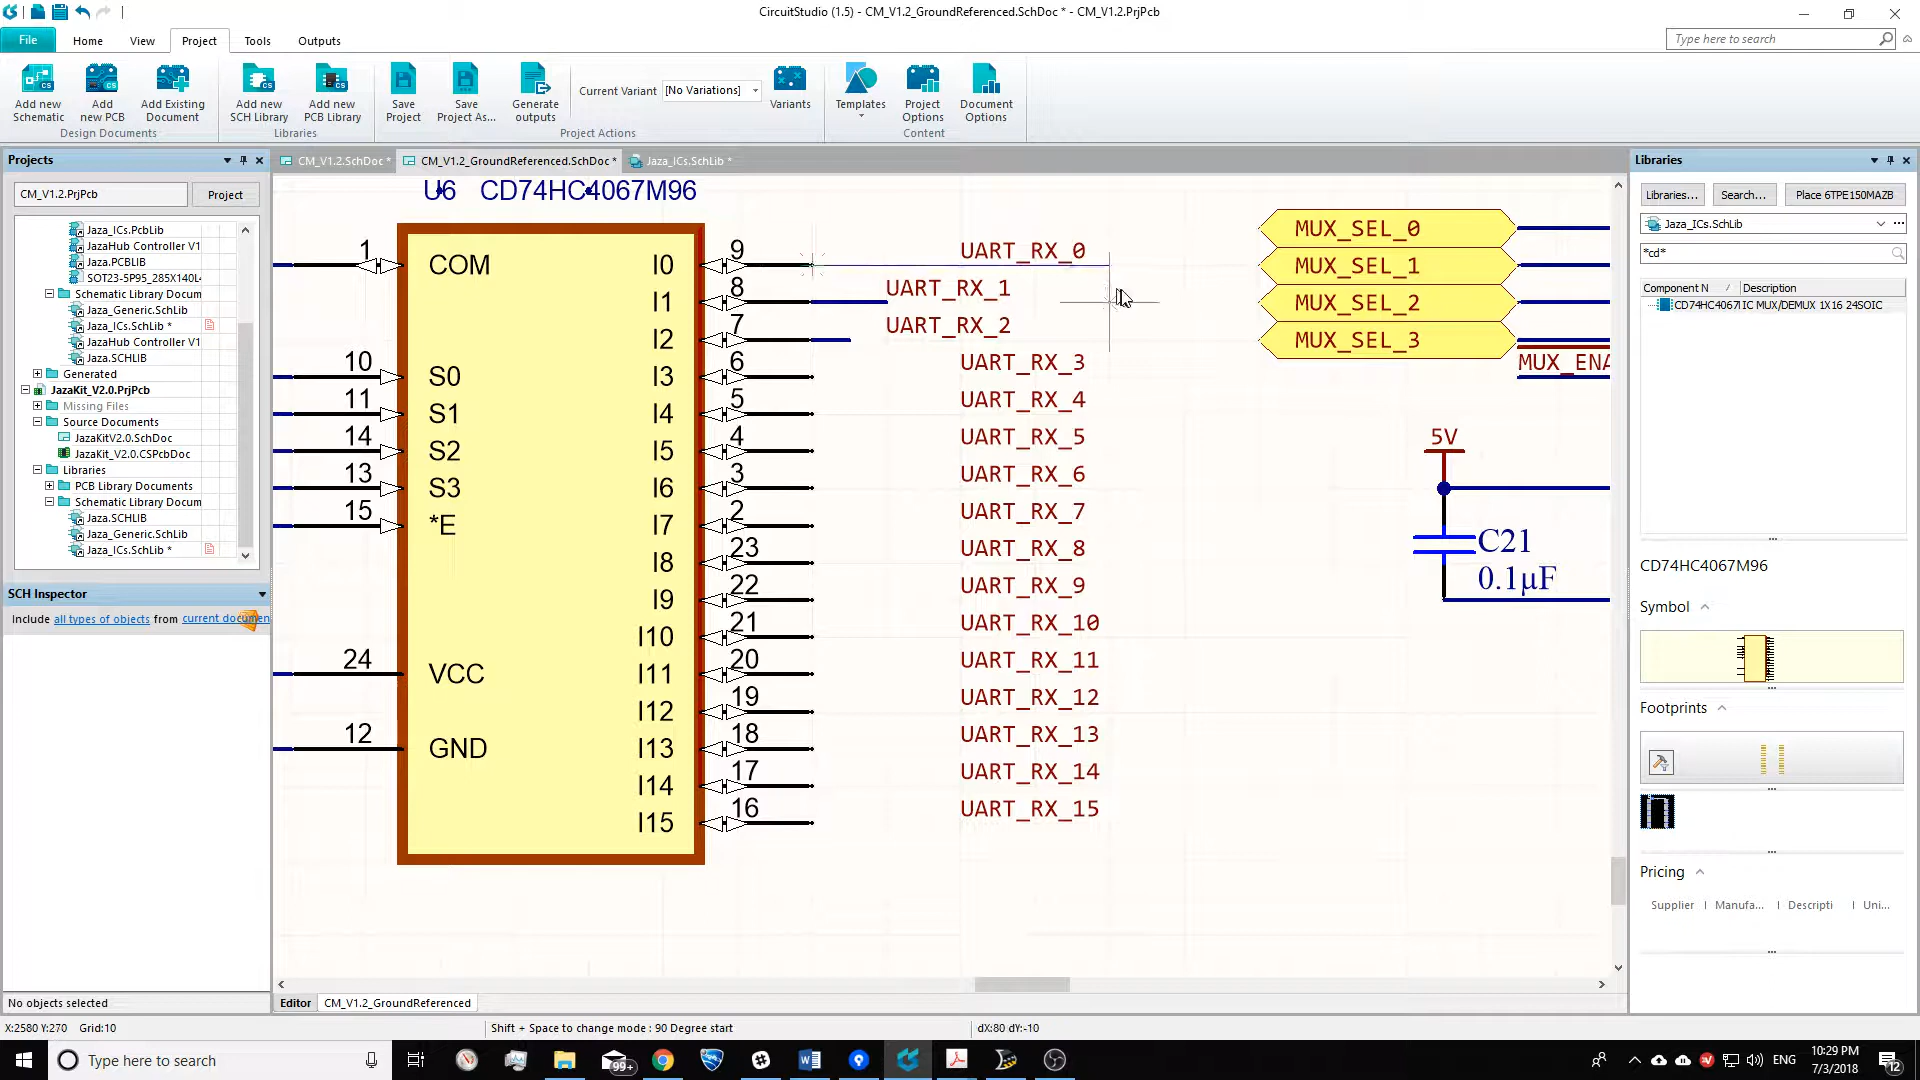 CircuitStudio (1.5) - CM_V1.2_GroundReferenced.SchDoc * - CM_V1.2.PrjPcb
File Home View Project Tools Outputs
Type here to search
Add new Schematic
Add new PCB
Add Existing Document
Design Documents
Add new SCH Library
Add new PCB Library
Libraries
Save Project
Save Project As...
Generate outputs
Current Variant [No Variations]
Variants
Project Actions
Templates
Project Options
Document Options
Content
Projects
CM_V1.2.PrjPcb
Project
Jaza_ICs.PcbLib
JazaHub Controller V1
Jaza.PCBLIB
SOT23-5P95_285X140L4
Schematic Library Docum
Jaza_Generic.SchLib
Jaza_ICs.SchLib *
JazaHub Controller V1
Jaza.SCHLIB
Generated
JazaKit_V2.0.PrjPcb
Missing Files
Source Documents
JazaKitV2.0.SchDoc
JazaKit_V2.0.CSPcbDoc
Libraries
PCB Library Documents
Schematic Library Docum
Jaza.SCHLIB
Jaza_Generic.SchLib
Jaza_ICs.SchLib *
SCH Inspector
Include all types of objects from current documen
No objects selected
CM_V1.2.SchDoc *
CM_V1.2_GroundReferenced.SchDoc *
Jaza_ICs.SchLib *
U6 CD74HC4067M96
1 COM I0 9 UART_RX_0
I1 8 UART_RX_1
I2 7 UART_RX_2
10 S0 I3 6 UART_RX_3
11 S1 I4 5 UART_RX_4
14 S2 I5 4 UART_RX_5
13 S3 I6 3 UART_RX_6
15 *E I7 2 UART_RX_7
I8 23 UART_RX_8
I9 22 UART_RX_9
I10 21 UART_RX_10
24 VCC I11 20 UART_RX_11
I12 19 UART_RX_12
12 GND I13 18 UART_RX_13
I14 17 UART_RX_14
I15 16 UART_RX_15
MUX_SEL_0
MUX_SEL_1
MUX_SEL_2
MUX_SEL_3
MUX_ENA
5V
C21
0.1µF
Editor CM_V1.2_GroundReferenced
Libraries
Libraries... Search... Place 6TPE150MAZB
Jaza_ICs.SchLib
*cd*
Component N Description
CD74HC4067I IC MUX/DEMUX 1X16 24SOIC
CD74HC4067M96
Symbol
Footprints
Pricing
Supplier Manufa... Descripti Uni...
X:2580 Y:270 Grid:10
Shift + Space to change mode : 90 Degree start
dX:80 dY:-10
Type here to search
99+
ENG
10:29 PM
7/3/2018
12